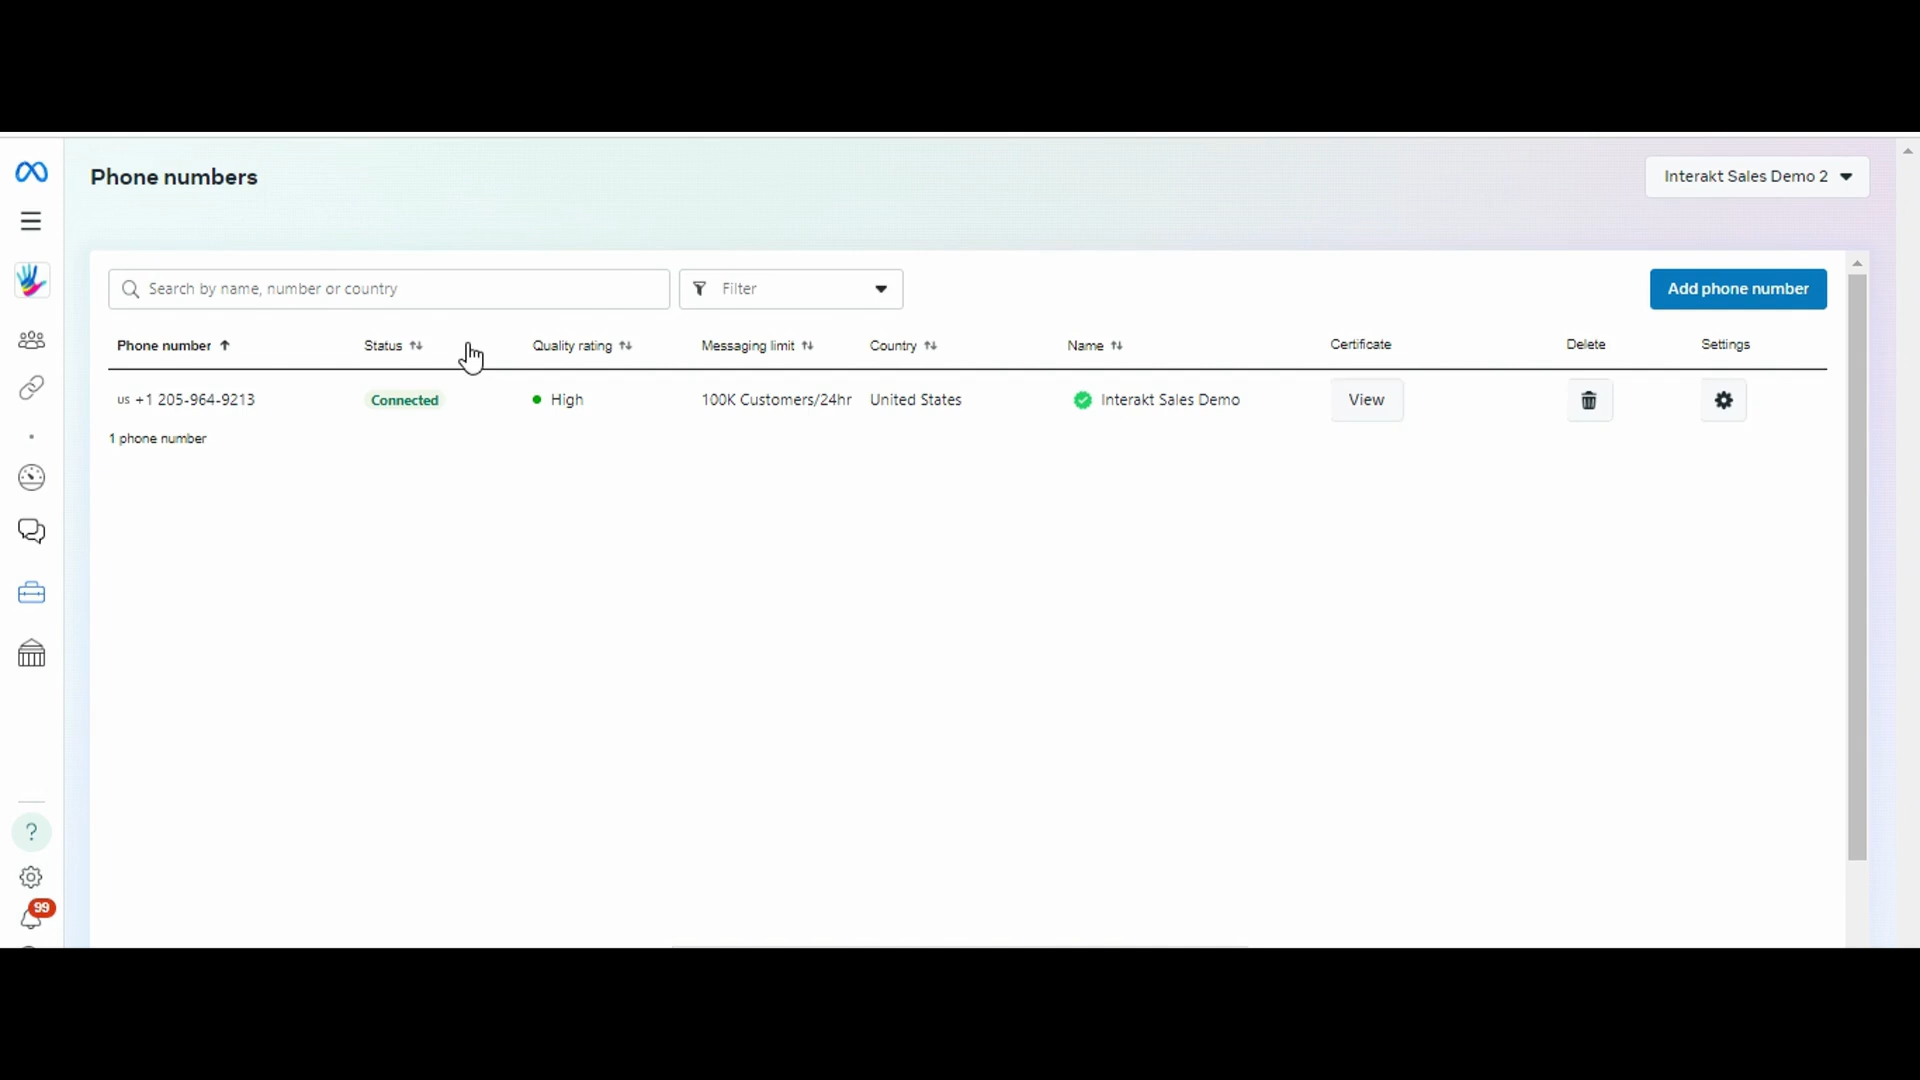 Phone numbers
Interakt Sales Demo 2
Search by name, number or country
Filter
Add phone number
Phone number Status Quality rating Messaging limit Country Name Certificate Delete Settings
US +1 205-964-9213 Connected High 100K Customers/24hr United States Interakt Sales Demo View
1 phone number
?
99